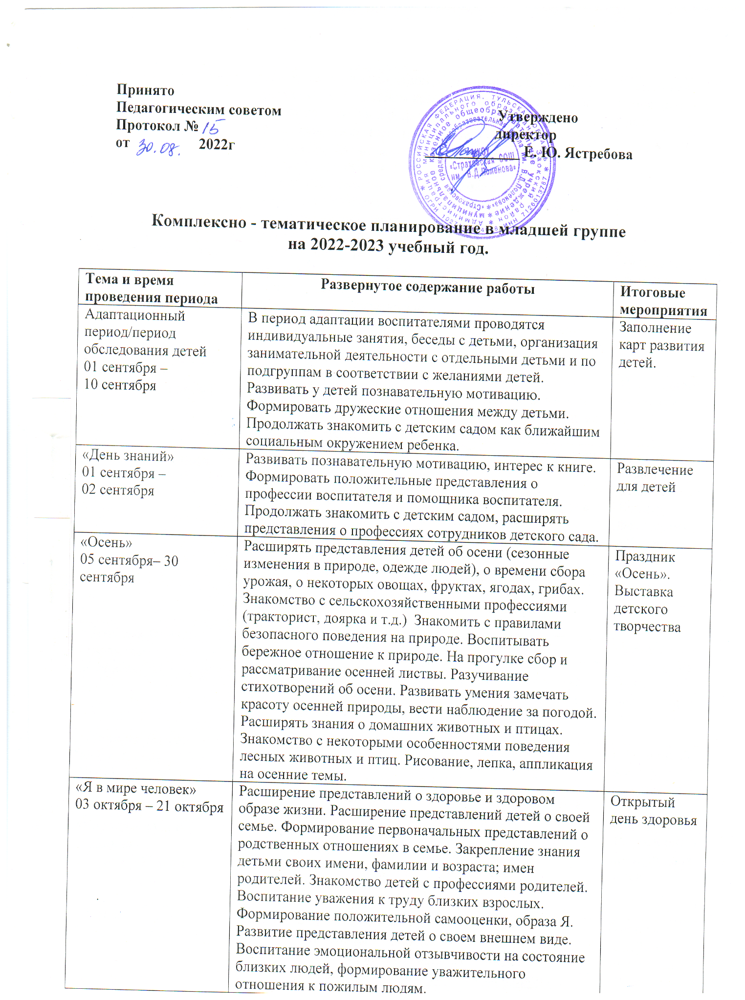 Принято
Педагогическим советом
Протокол № 15
от 30.08. 2022г
Утверждено
директор
Е. Ю. Ястребова
МКОУ
«Страховская СОШ
им. В.Д.Поленова»
Комплексно - тематическое планирование в младшей группе
на 2022-2023 учебный год.
Тема и время
проведения периода
Развернутое содержание работы
Итоговые
мероприятия
Адаптационный
период/период
обследования детей
01 сентября –
10 сентября
В период адаптации воспитателями проводятся
индивидуальные занятия, беседы с детьми, организация
занимательной деятельности с отдельными детьми и по
подгруппам в соответствии с желаниями детей.
Развивать у детей познавательную мотивацию.
Формировать дружеские отношения между детьми.
Продолжать знакомить с детским садом как ближайшим
социальным окружением ребенка.
Заполнение
карт развития
детей.
«День знаний»
01 сентября –
02 сентября
Развивать познавательную мотивацию, интерес к книге.
Формировать положительные представления о
профессии воспитателя и помощника воспитателя.
Продолжать знакомить с детским садом, расширять
представления о профессиях сотрудников детского сада.
Развлечение
для детей
«Осень»
05 сентября– 30
сентября
Расширять представления детей об осени (сезонные
изменения в природе, одежде людей), о времени сбора
урожая, о некоторых овощах, фруктах, ягодах, грибах.
Знакомство с сельскохозяйственными профессиями
(тракторист, доярка и т.д.) Знакомить с правилами
безопасного поведения на природе. Воспитывать
бережное отношение к природе. На прогулке сбор и
рассматривание осенней листвы. Разучивание
стихотворений об осени. Развивать умения замечать
красоту осенней природы, вести наблюдение за погодой.
Расширять знания о домашних животных и птицах.
Знакомство с некоторыми особенностями поведения
лесных животных и птиц. Рисование, лепка, аппликация
на осенние темы.
Праздник
«Осень».
Выставка
детского
творчества
«Я в мире человек»
03 октября – 21 октября
Расширение представлений о здоровье и здоровом
образе жизни. Расширение представлений детей о своей
семье. Формирование первоначальных представлений о
родственных отношениях в семье. Закрепление знания
детьми своих имени, фамилии и возраста; имен
родителей. Знакомство детей с профессиями родителей.
Воспитание уважения к труду близких взрослых.
Формирование положительной самооценки, образа Я.
Развитие представления детей о своем внешнем виде.
Воспитание эмоциональной отзывчивости на состояние
близких людей, формирование уважительного
отношения к пожилым людям.
Открытый
день здоровья